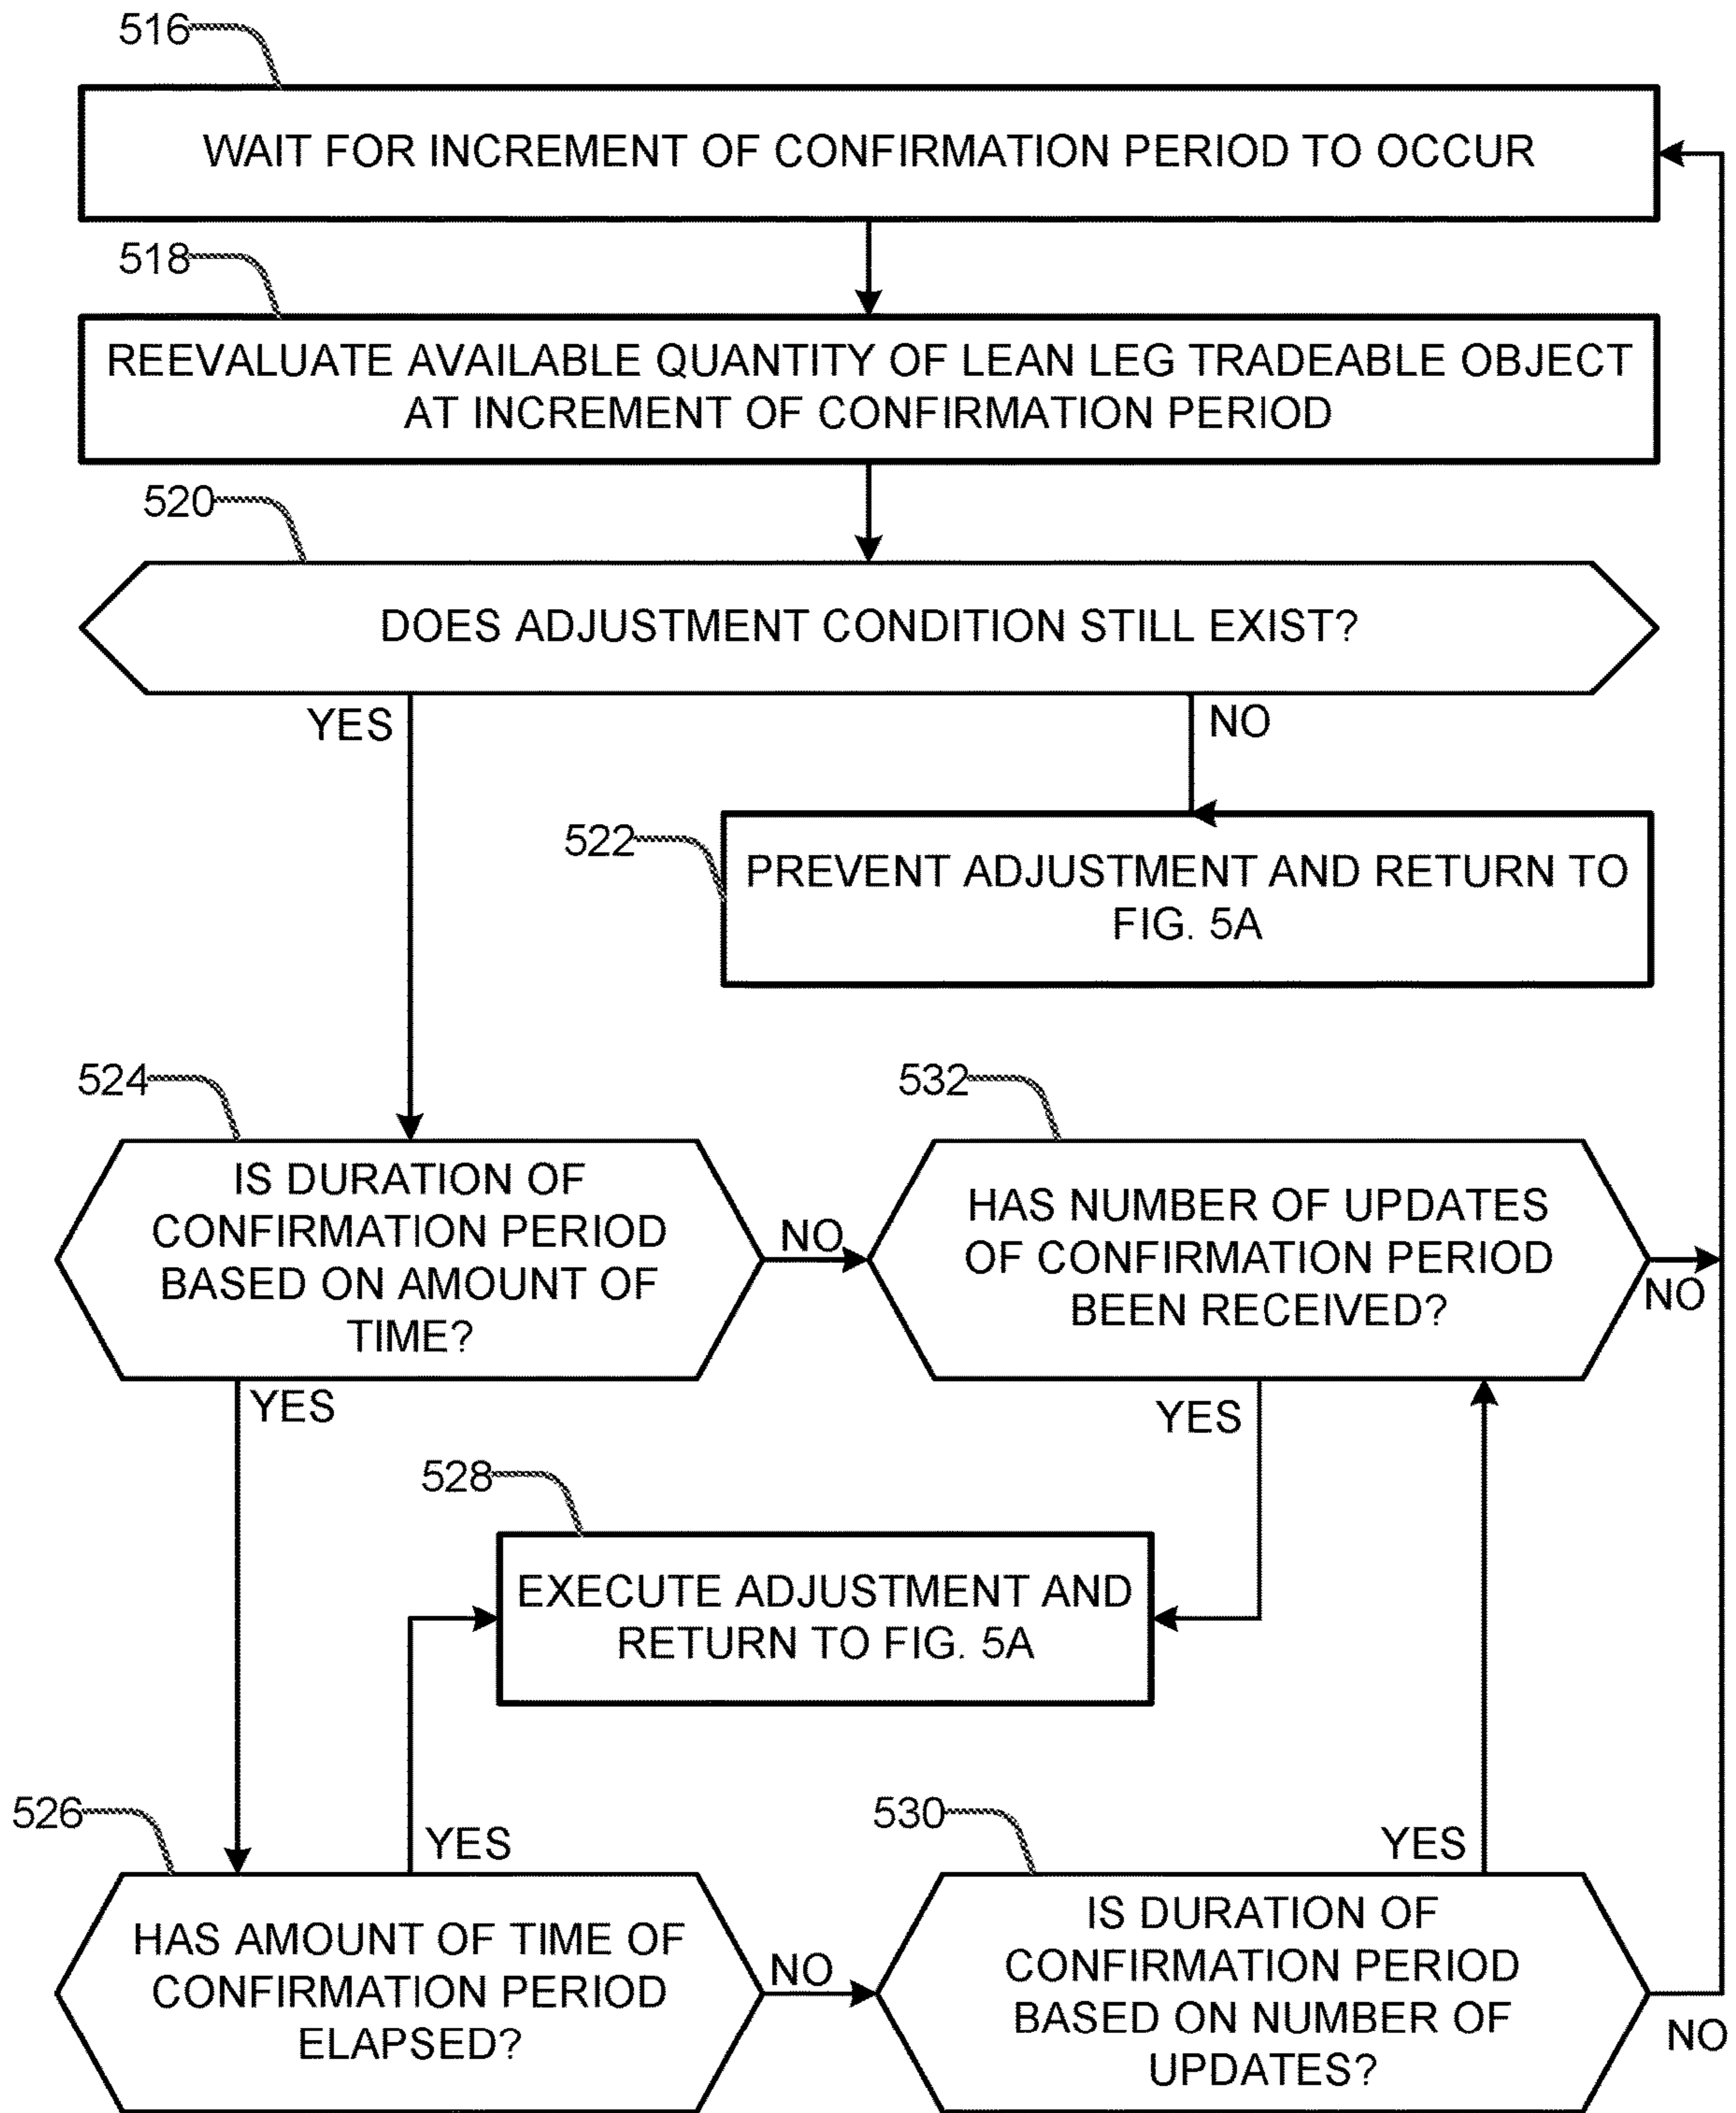 516
WAIT FOR INCREMENT OF CONFIRMATION PERIOD TO OCCUR
518
REEVALUATE AVAILABLE QUANTITY OF LEAN LEG TRADEABLE OBJECT
AT INCREMENT OF CONFIRMATION PERIOD
520
DOES ADJUSTMENT CONDITION STILL EXIST?
YES
NO
522
PREVENT ADJUSTMENT AND RETURN TO
FIG. 5A
524
IS DURATION OF
CONFIRMATION PERIOD
BASED ON AMOUNT OF
TIME?
NO
532
HAS NUMBER OF UPDATES
OF CONFIRMATION PERIOD
BEEN RECEIVED?
NO
YES
YES
528
EXECUTE ADJUSTMENT AND
RETURN TO FIG. 5A
526
YES
HAS AMOUNT OF TIME OF
CONFIRMATION PERIOD
ELAPSED?
NO
530
YES
IS DURATION OF
CONFIRMATION PERIOD
BASED ON NUMBER OF
UPDATES?
NO